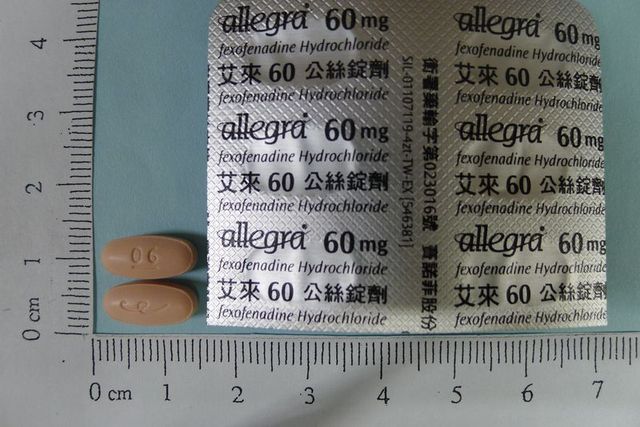 allegra 60 mg
fexofenadine Hydrochloride
艾來 60 公絲錠劑
fexofenadine Hydrochloride
allegra 60 mg
fexofenadine Hydrochloride
艾來 60 公絲錠劑
fexofenadine Hydrochloride
allegra 60 mg
fexofenadine Hydrochloride
艾來 60 公絲錠劑
fexofenadine Hydrochloride
衛署藥輸字第023016號 賽諾菲股份
allegra 60 mg
fexofenadine Hydrochloride
艾來 60 公絲錠劑
fexofenadine Hydrochloride
allegra 60 mg
fexofenadine Hydrochloride
艾來 60 公絲錠劑
fexofenadine Hydrochloride
allegra 60 mg
fexofenadine Hydrochloride
艾來 60 公絲錠劑
fexofenadine Hydrochloride
06
e
4
3
2
1
0 cm
0 cm 1 2 3 4 5 6 7